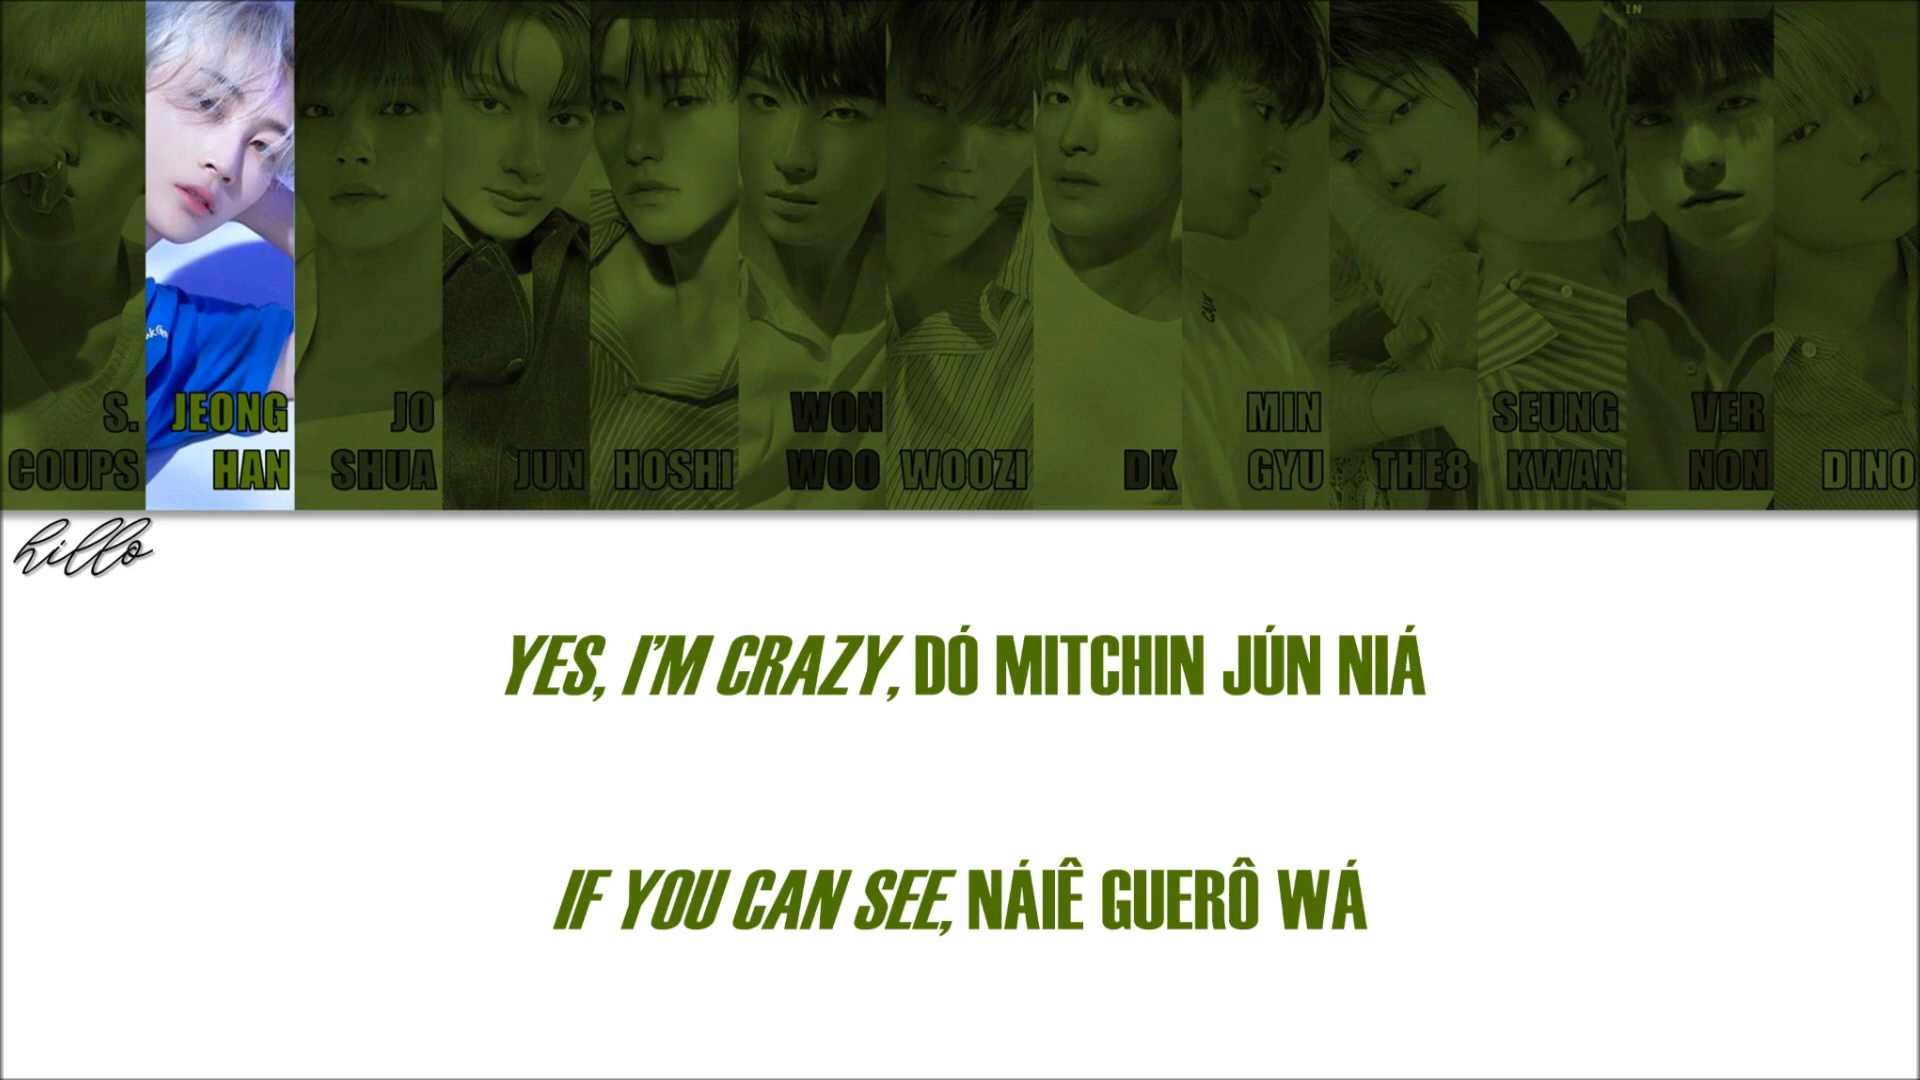 IN
S.
COUPS
JEONG
HAN
JO
SHUA
JUN
HOSHI
WON
WOO
WOOZI
DK
MIN
GYU
THE8
SEUNG
KWAN
VER
NON
DINO
hillo
YES, I'M CRAZY, DÓ MITCHIN JÚN NIÁ
IF YOU CAN SEE, NÁIÊ GUERÔ WÁ